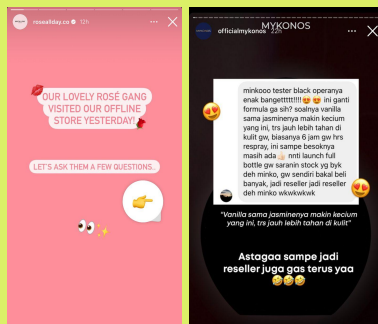 roseallday.co 12h
OUR LOVELY ROSÉ GANG
VISITED OUR OFFLINE
STORE YESTERDAY!
LET'S ASK THEM A FEW QUESTIONS..
MYKONOS
officialmykonos 22h
minkooo tester black operanya
enak bangettttt!!!!😍😍 ini ganti
formula ga sih? soalnya vanilla
sama jasminenya makin kecium
yang ini, trs jauh lebih tahan di
kulit gw, biasanya 6 jam gw hrs
respray, ini sampe besoknya
masih ada👍🏻 nnti launch full
bottle gw saranin stock yg byk
deh minko, gw sendiri bakal beli
banyak, jadi reseller jadi reseller
deh minko wkwkwkwk
"Vanilla sama jasminenya makin kecium
yang ini, trs jauh lebih tahan di kulit"
Astagaa sampe jadi
reseller juga gas terus yaa
🤣🤣🤣